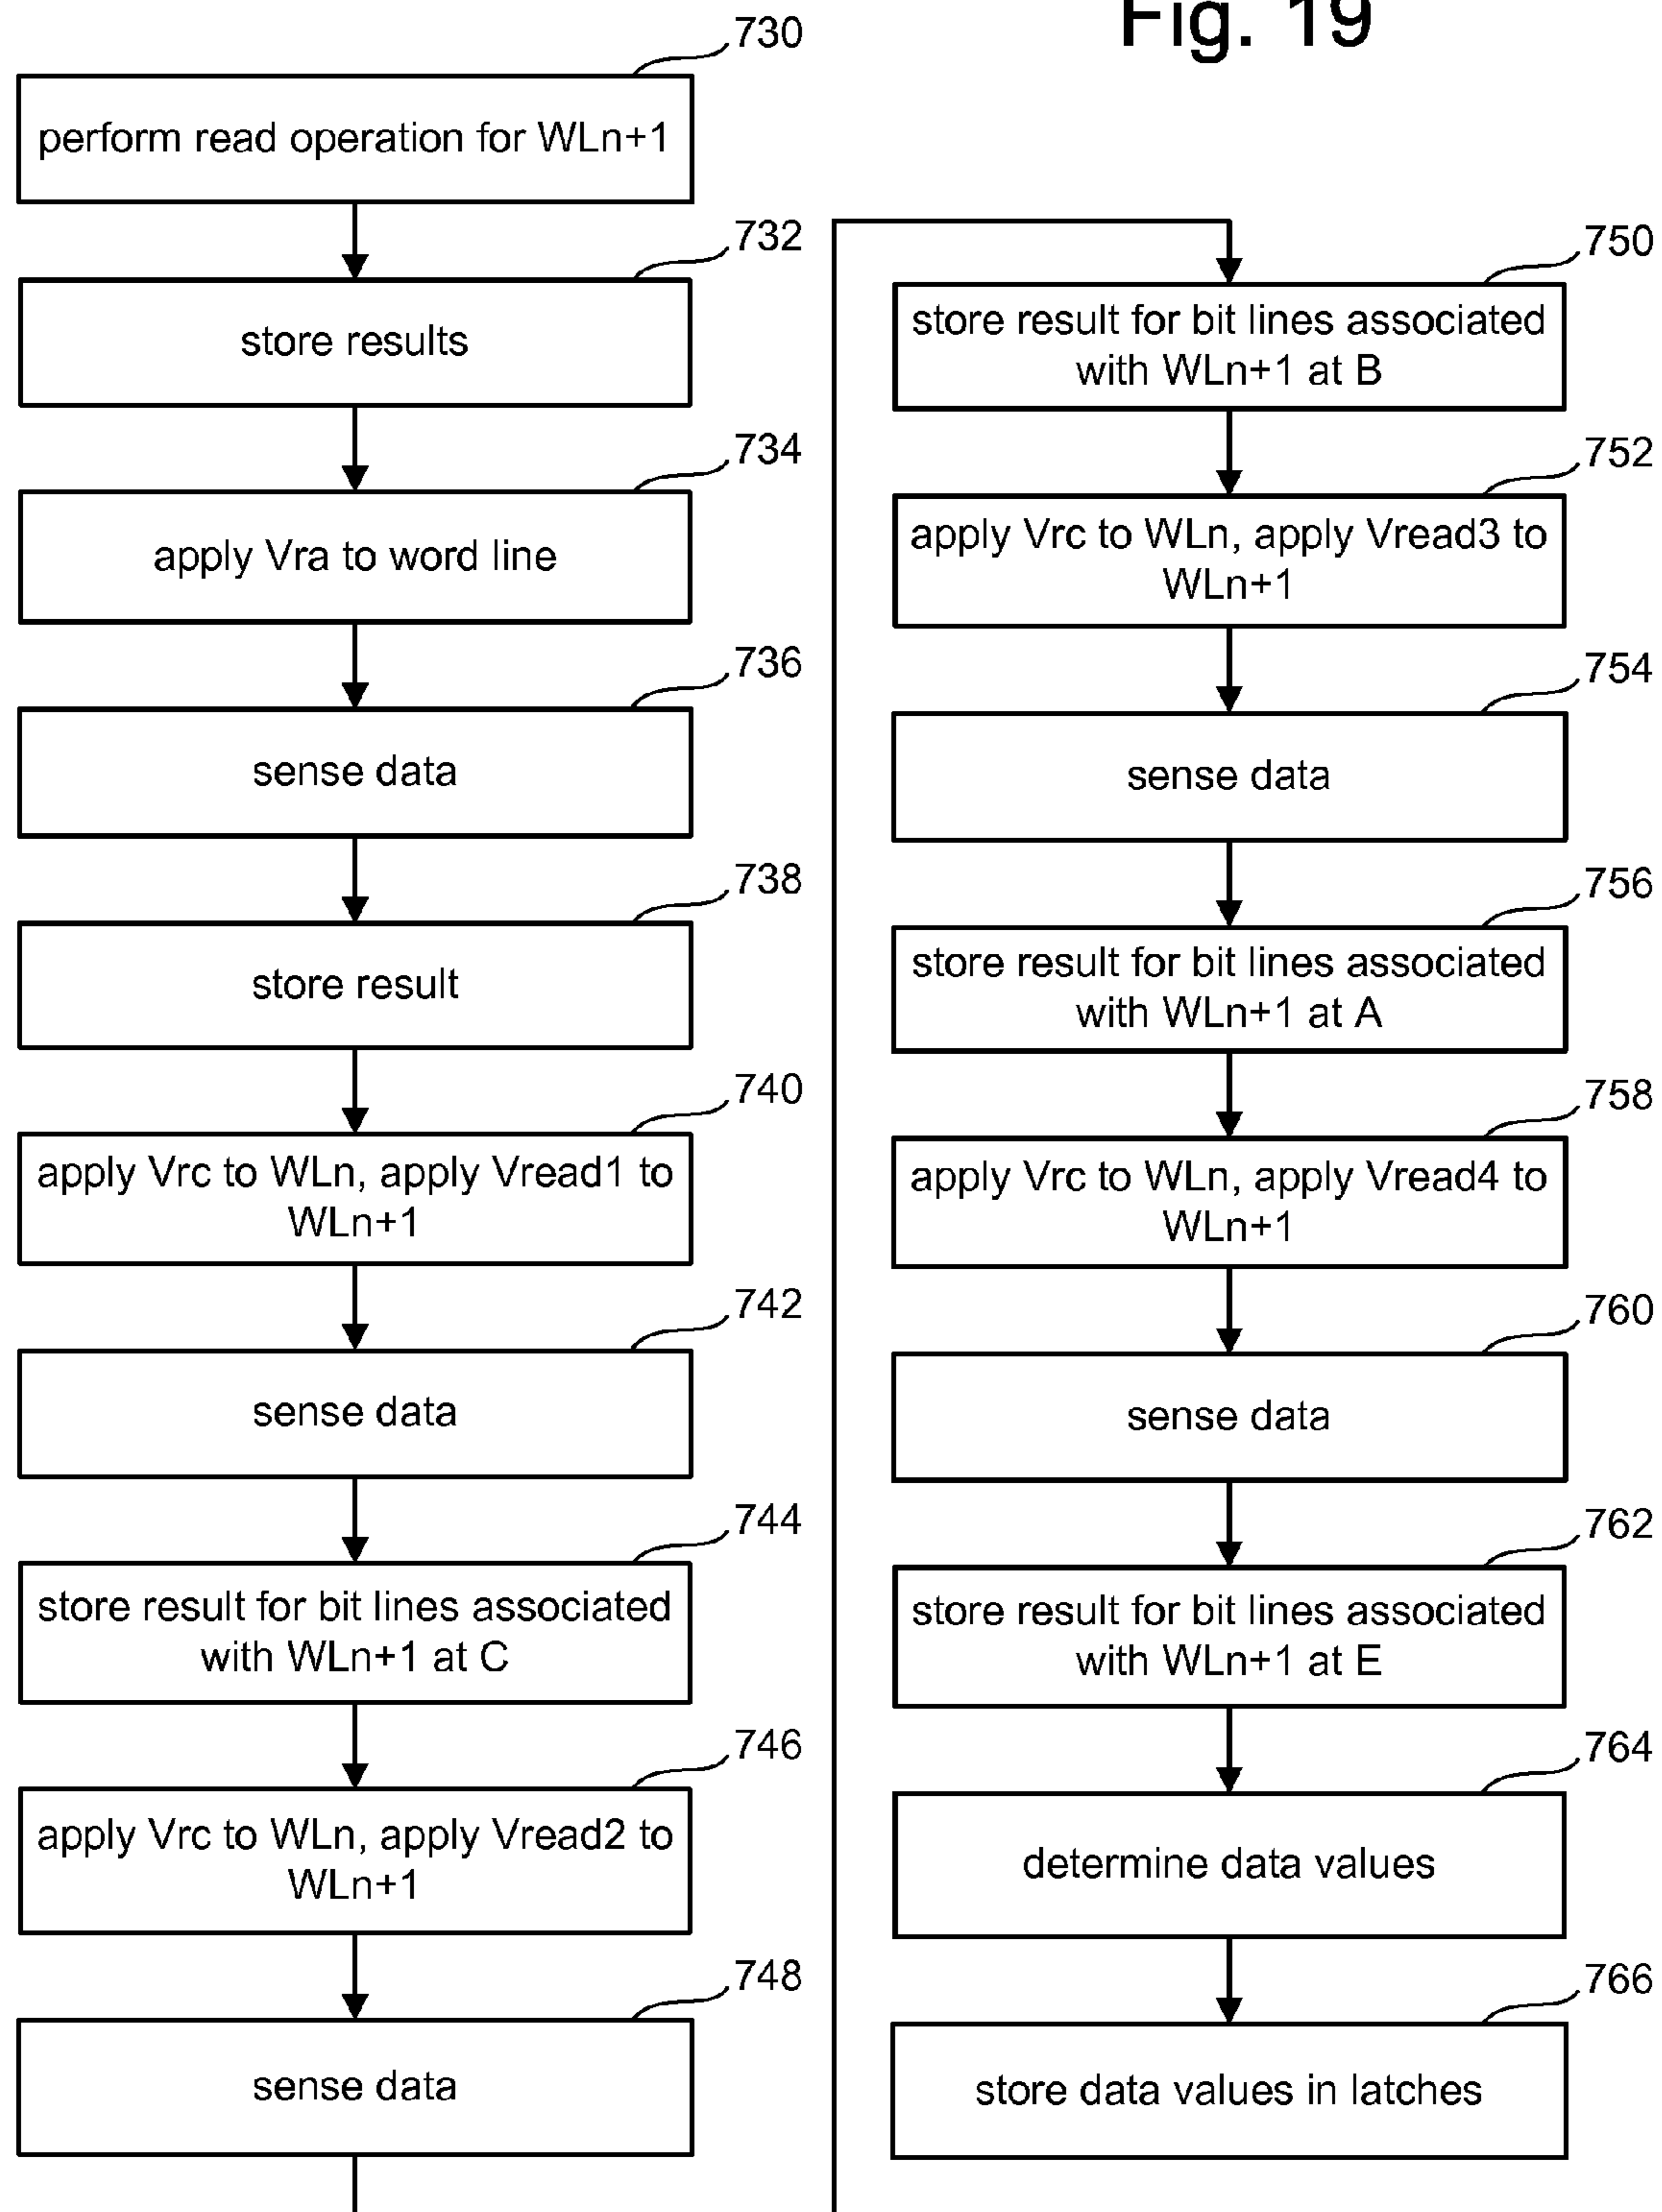 Fig. 19
730
perform read operation for WLn+1
732
store results
734
apply Vra to word line
736
sense data
738
store result
740
apply Vrc to WLn, apply Vread1 to
WLn+1
742
sense data
744
store result for bit lines associated
with WLn+1 at C
746
apply Vrc to WLn, apply Vread2 to
WLn+1
748
sense data
750
store result for bit lines associated
with WLn+1 at B
752
apply Vrc to WLn, apply Vread3 to
WLn+1
754
sense data
756
store result for bit lines associated
with WLn+1 at A
758
apply Vrc to WLn, apply Vread4 to
WLn+1
760
sense data
762
store result for bit lines associated
with WLn+1 at E
764
determine data values
766
store data values in latches